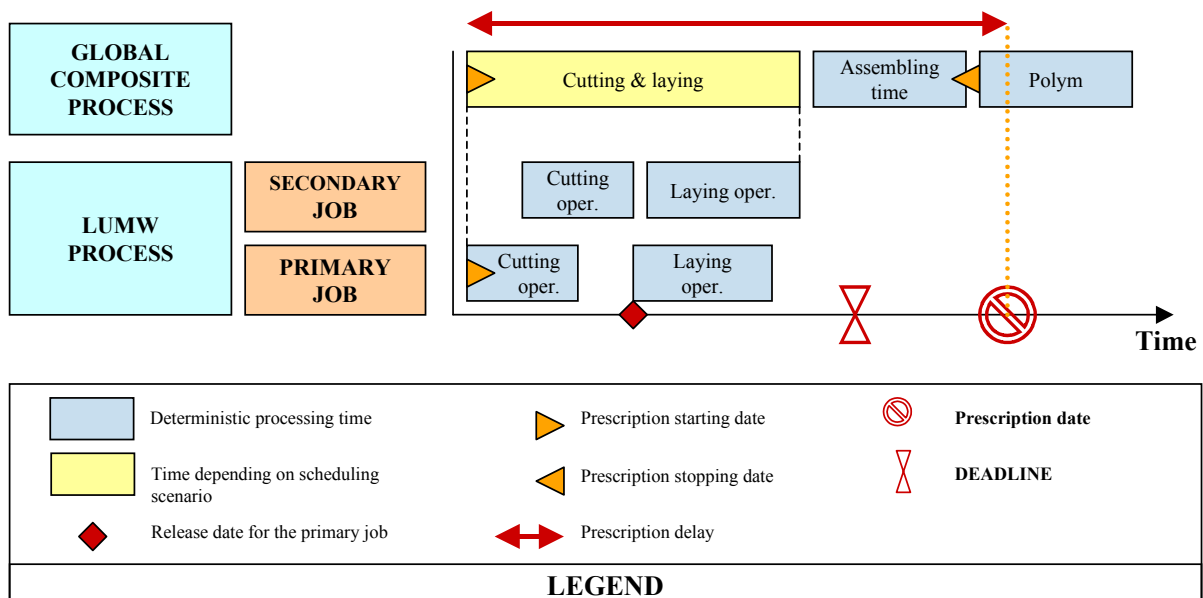 GLOBAL
COMPOSITE
PROCESS
Cutting & laying
Assembling
time
Polym
LUMW
PROCESS
SECONDARY
JOB
Cutting
oper.
Laying oper.
PRIMARY
JOB
Cutting
oper.
Laying
oper.
Time
Deterministic processing time
Prescription starting date
Prescription date
Time depending on scheduling
scenario
Prescription stopping date
DEADLINE
Release date for the primary job
Prescription delay
LEGEND